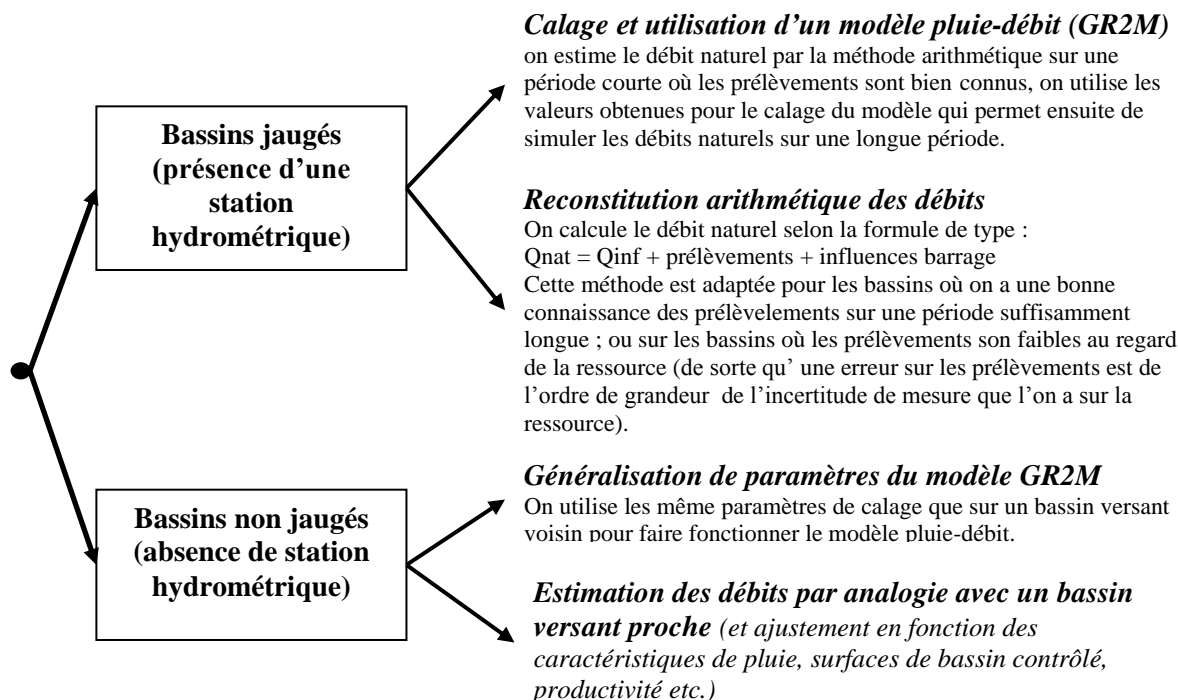 Bassins jaugés
(présence d’une
station
hydrométrique)
Calage et utilisation d’un modèle pluie-débit (GR2M)
on estime le débit naturel par la méthode arithmétique sur une
période courte où les prélèvements sont bien connus, on utilise les
valeurs obtenues pour le calage du modèle qui permet ensuite de
simuler les débits naturels sur une longue période.
Reconstitution arithmétique des débits
On calcule le débit naturel selon la formule de type :
Qnat = Qinf + prélèvements + influences barrage
Cette méthode est adaptée pour les bassins où on a une bonne
connaissance des prélèvelements sur une période suffisamment
longue ; ou sur les bassins où les prélèvements son faibles au regard
de la ressource (de sorte qu’ une erreur sur les prélèvements est de
l’ordre de grandeur de l’incertitude de mesure que l’on a sur la
ressource).
Bassins non jaugés
(absence de station
hydrométrique)
Généralisation de paramètres du modèle GR2M
On utilise les même paramètres de calage que sur un bassin versant
voisin pour faire fonctionner le modèle pluie-débit.
Estimation des débits par analogie avec un bassin
versant proche (et ajustement en fonction des
caractéristiques de pluie, surfaces de bassin contrôlé,
productivité etc.)